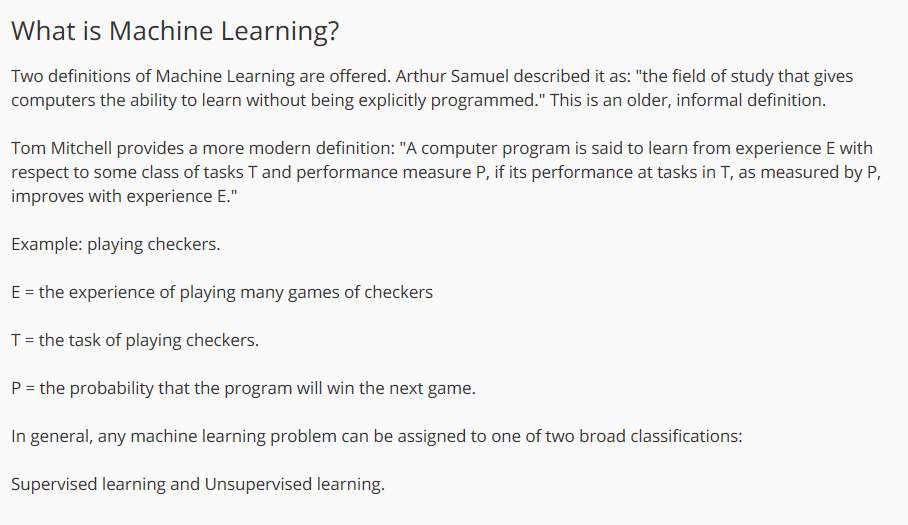 What is Machine Learning?
Two definitions of Machine Learning are offered. Arthur Samuel described it as: "the field of study that gives
computers the ability to learn without being explicitly programmed." This is an older, informal definition.
Tom Mitchell provides a more modern definition: "A computer program is said to learn from experience E with
respect to some class of tasks T and performance measure P, if its performance at tasks in T, as measured by P,
improves with experience E."
Example: playing checkers.
E = the experience of playing many games of checkers
T = the task of playing checkers.
P = the probability that the program will win the next game.
In general, any machine learning problem can be assigned to one of two broad classifications:
Supervised learning and Unsupervised learning.